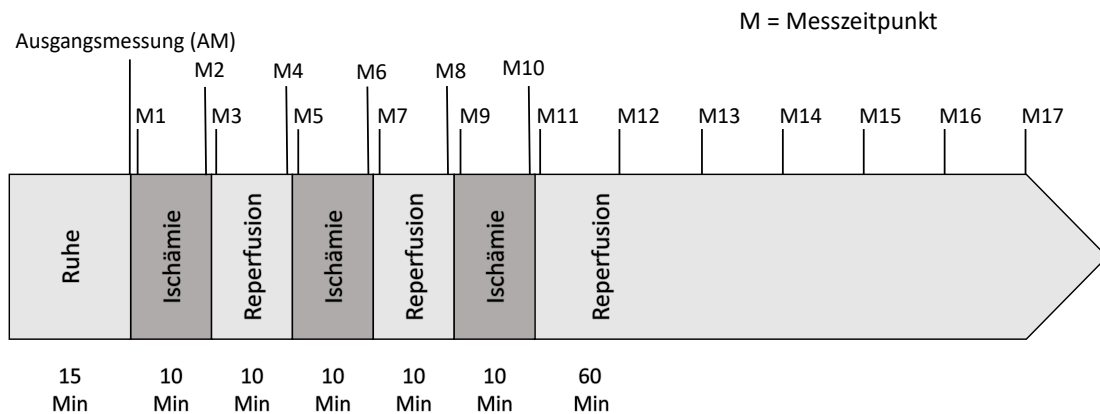 M = Messzeitpunkt
Ausgangsmessung (AM)
M2 M4 M6 M8 M10
M1 M3 M5 M7 M9 M11 M12 M13 M14 M15 M16 M17
Ruhe
Ischämie
Reperfusion
Ischämie
Reperfusion
Ischämie
Reperfusion
15 10 10 10 10 10 60
Min Min Min Min Min Min Min